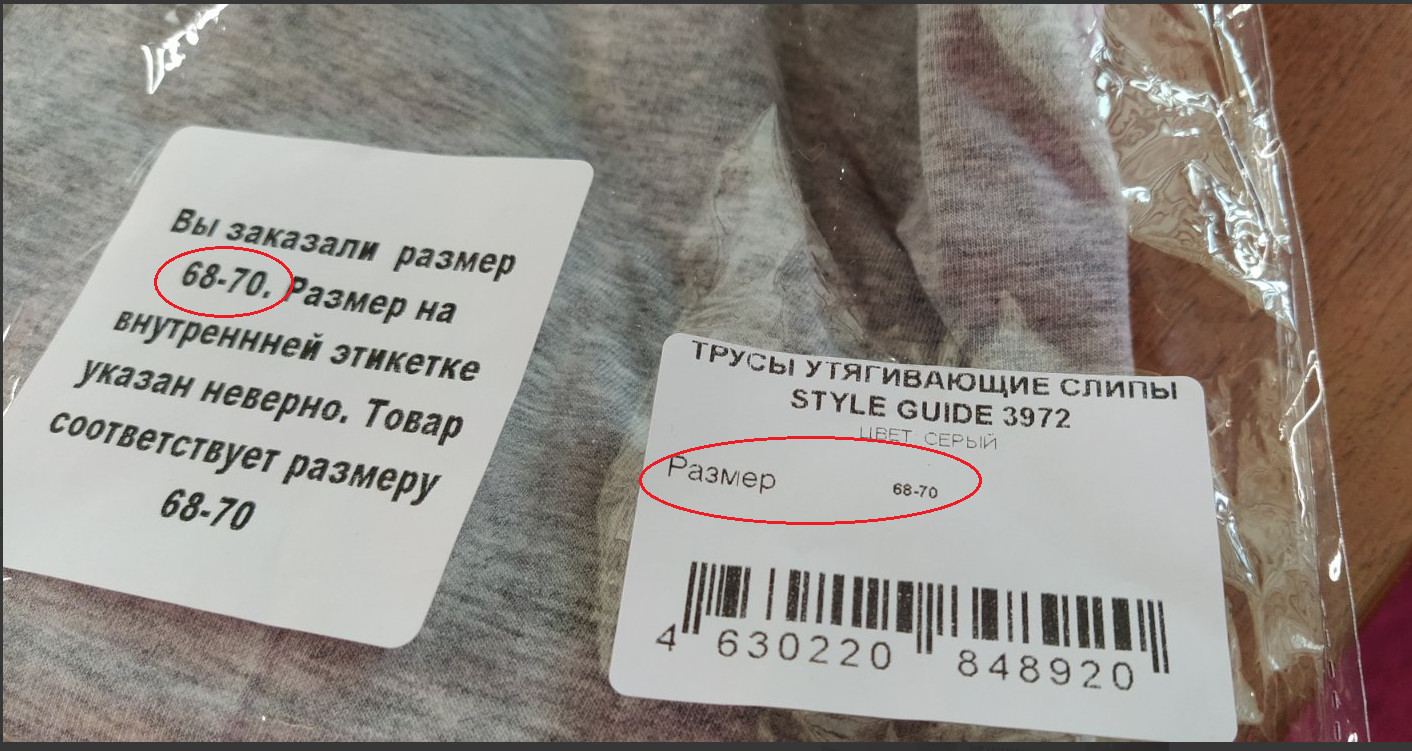 Вы заказали размер
68-70. Размер на
внутреннней этикетке
указан неверно. Товар
соответствует размеру
68-70
ТРУСЫ УТЯГИВАЮЩИЕ СЛИПЫ
STYLE GUIDE 3972
ЦВЕТ СЕРЫЙ
Размер 68-70
4 630220 848920